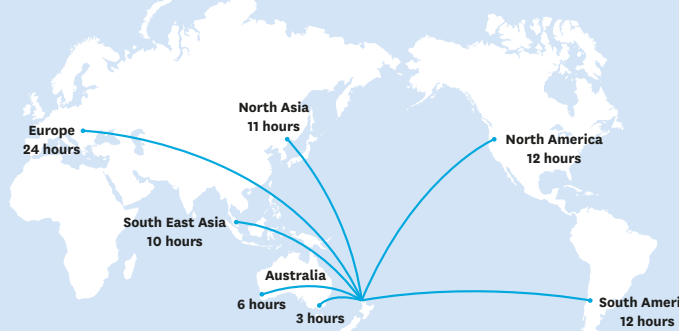 North Asia
11 hours
Europe
24 hours
North America
12 hours
South East Asia
10 hours
Australia
6 hours
3 hours
South Ameri
12 hours